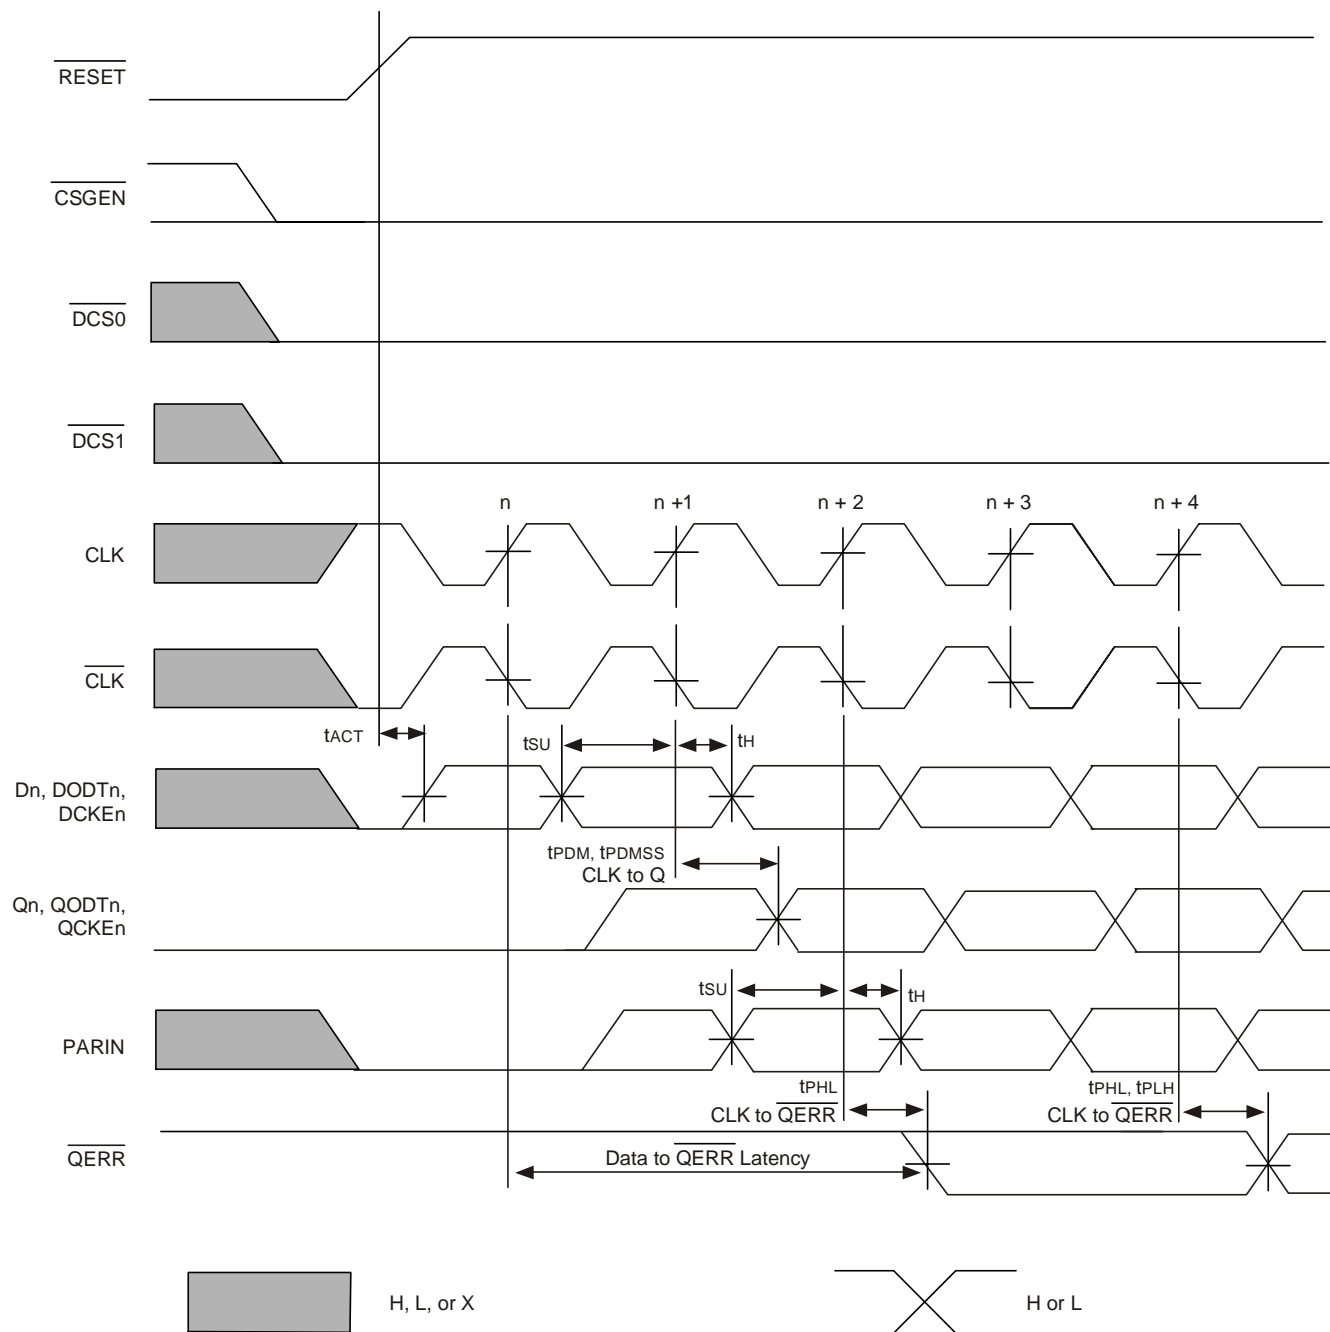 RESET
CSGEN
DCS0
DCS1
n
n +1
n + 2
n + 3
n + 4
CLK
CLK
tACT
tSU
tH
Dn, DODTn,
DCKEn
tPDM, tPDMSS
CLK to Q
Qn, QODTn,
QCKEn
tSU
tH
PARIN
tPHL
CLK to QERR
tPHL, tPLH
CLK to QERR
QERR
Data to QERR Latency
H, L, or X
H or L